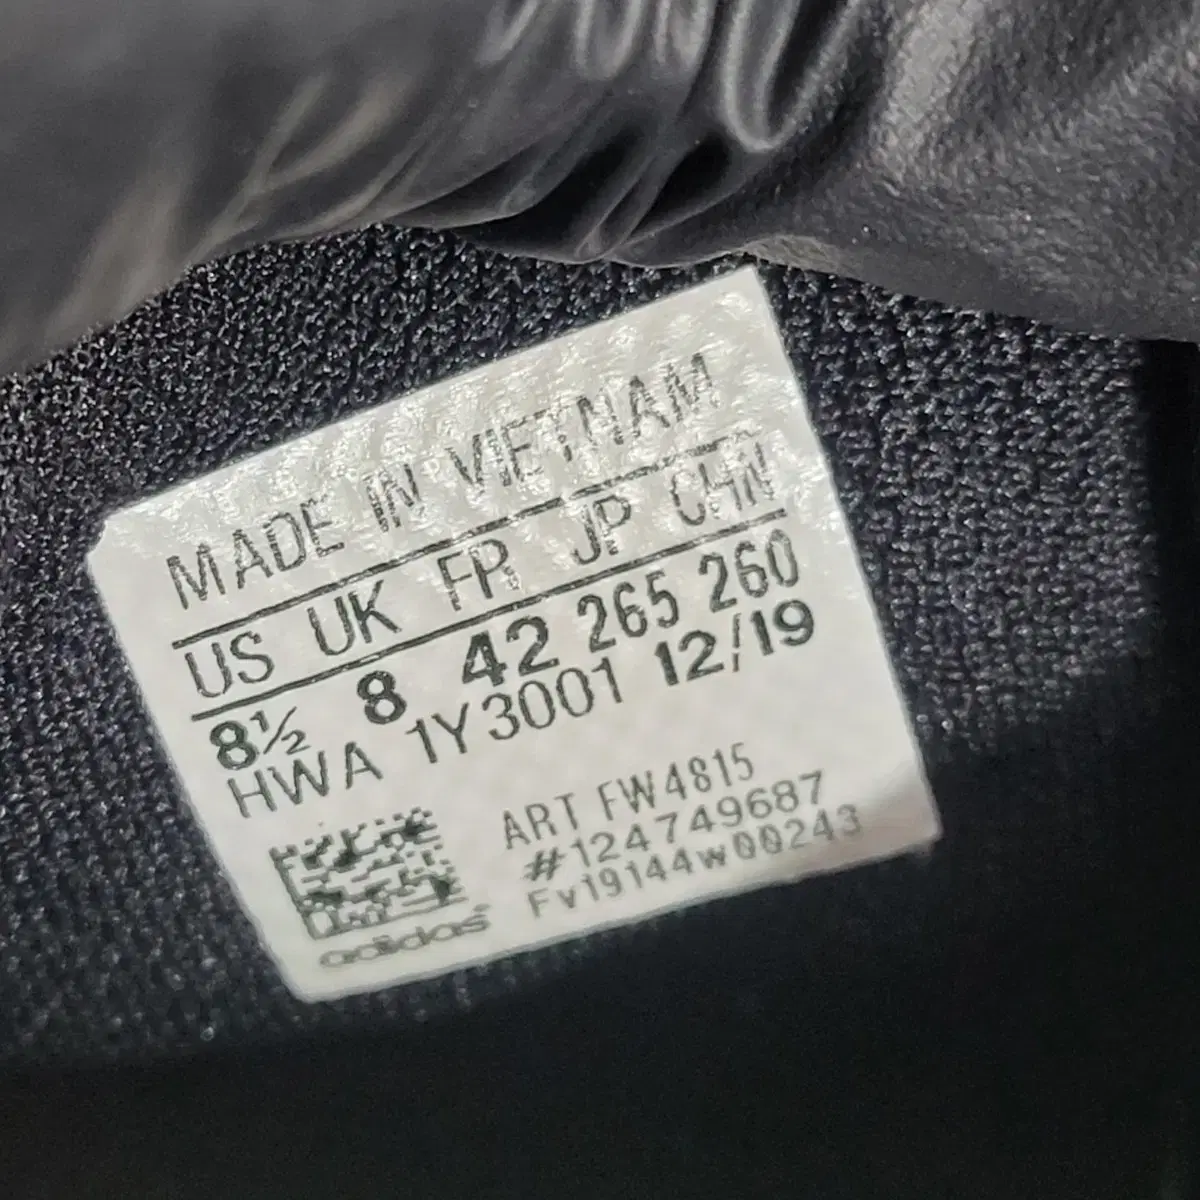 MADE IN VIETNAM
US UK FR JP CHN
8½ 8 42 265 260
HWA 1Y3001 12/19
ART FW4815
#124749687
Fv19144w00243
adidas